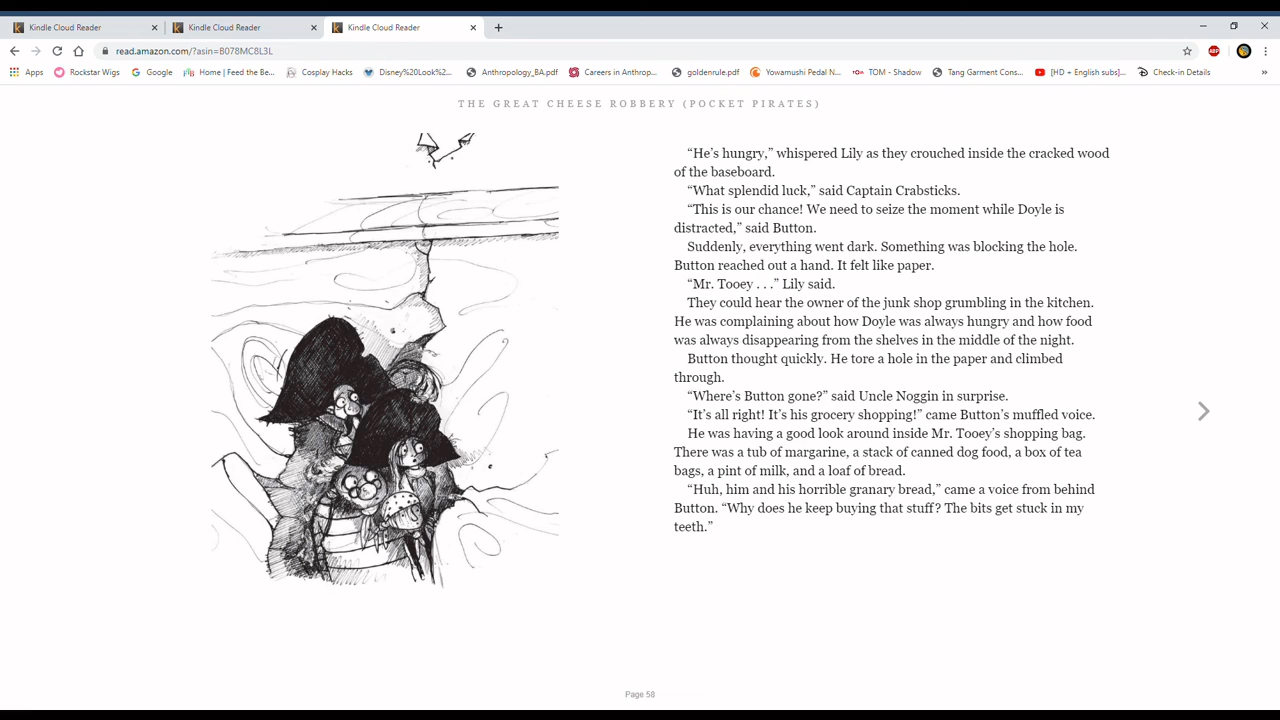 Kindle Cloud Reader
Kindle Cloud Reader
Kindle Cloud Reader
read.amazon.com/?asin=B078MC8L3L
ABP
Apps
Rockstar Wigs
Google
Home | Feed the Be...
Cosplay Hacks
Disney Look ...
Anthropology_BA.pdf
Careers in Anthrop...
goldenrule.pdf
Yowamushi Pedal N...
TOM - Shadow
Tang Garment Cons...
[HD + English subs]...
Check-in Details
THE GREAT CHEESE ROBBERY (POCKET PIRATES)
“He’s hungry,” whispered Lily as they crouched inside the cracked wood
of the baseboard.
“What splendid luck,” said Captain Crabsticks.
“This is our chance! We need to seize the moment while Doyle is
distracted,” said Button.
Suddenly, everything went dark. Something was blocking the hole.
Button reached out a hand. It felt like paper.
“Mr. Tooey . . .” Lily said.
They could hear the owner of the junk shop grumbling in the kitchen.
He was complaining about how Doyle was always hungry and how food
was always disappearing from the shelves in the middle of the night.
Button thought quickly. He tore a hole in the paper and climbed
through.
“Where’s Button gone?” said Uncle Noggin in surprise.
“It’s all right! It’s his grocery shopping!” came Button’s muffled voice.
He was having a good look around inside Mr. Tooey’s shopping bag.
There was a tub of margarine, a stack of canned dog food, a box of tea
bags, a pint of milk, and a loaf of bread.
“Huh, him and his horrible granary bread,” came a voice from behind
Button. “Why does he keep buying that stuff? The bits get stuck in my
teeth.”
Page 58